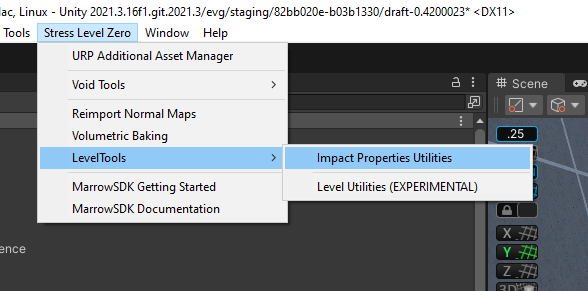 lac, Linux - Unity 2021.3.16f1.git.2021.3/evg/staging/82bb020e-b03b1330/draft-0.4200023* <DX11>
Tools Stress Level Zero Window Help
URP Additional Asset Manager
Void Tools
Scene
Reimport Normal Maps
Volumetric Baking
.25
LevelTools
Impact Properties Utilities
MarrowSDK Getting Started
Level Utilities (EXPERIMENTAL)
MarrowSDK Documentation
X
ence
Y
Z
3D